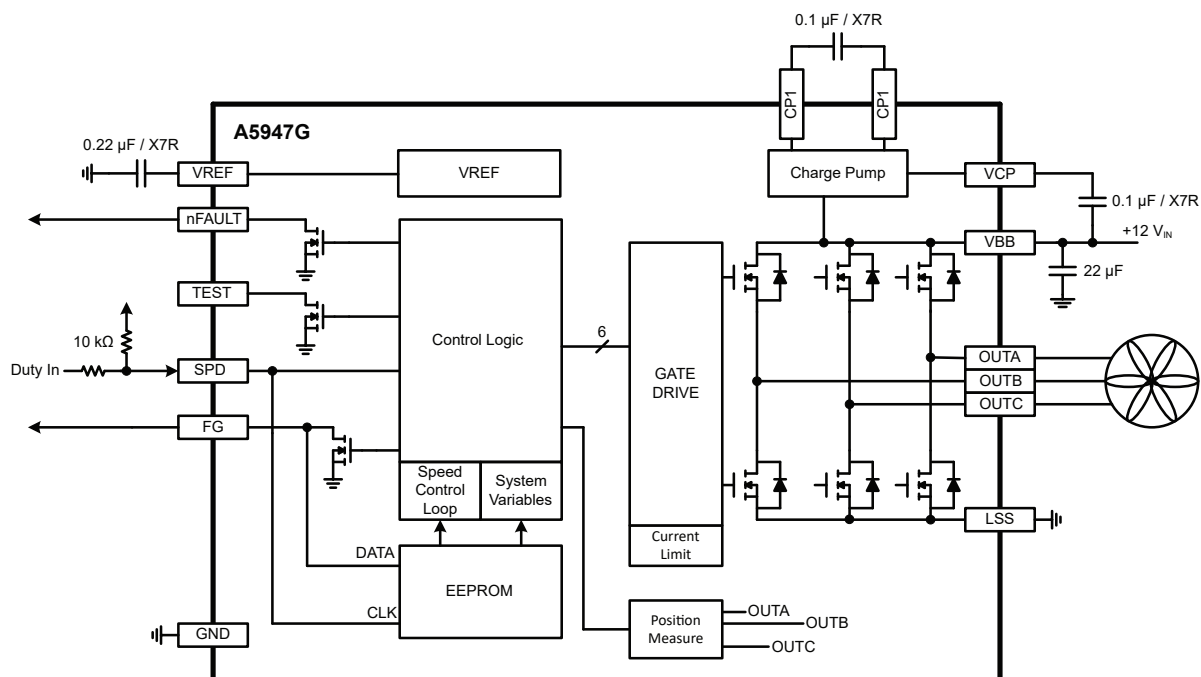 0.1 µF / X7R
CP1
CP1
A5947G
0.22 µF / X7R
VREF
VREF
Charge Pump
VCP
nFAULT
0.1 µF / X7R
+12 VIN
VBB
22 µF
TEST
10 kΩ
Control Logic
6
GATE
DRIVE
Duty In
SPD
OUTA
OUTB
OUTC
FG
Speed
Control
Loop
System
Variables
LSS
Current
Limit
DATA
EEPROM
CLK
Position
Measure
OUTA
OUTB
OUTC
GND